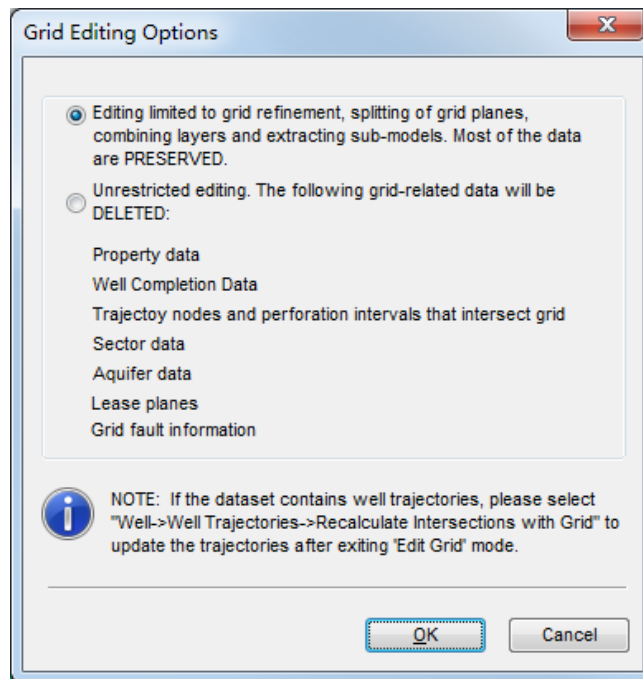 Grid Editing Options
Editing limited to grid refinement, splitting of grid planes,
combining layers and extracting sub-models. Most of the data
are PRESERVED.
Unrestricted editing. The following grid-related data will be
DELETED:
Property data
Well Completion Data
Trajectoy nodes and perforation intervals that intersect grid
Sector data
Aquifer data
Lease planes
Grid fault information
NOTE: If the dataset contains well trajectories, please select
"Well->Well Trajectories->Recalculate Intersections with Grid" to
update the trajectories after exiting 'Edit Grid' mode.
OK
Cancel